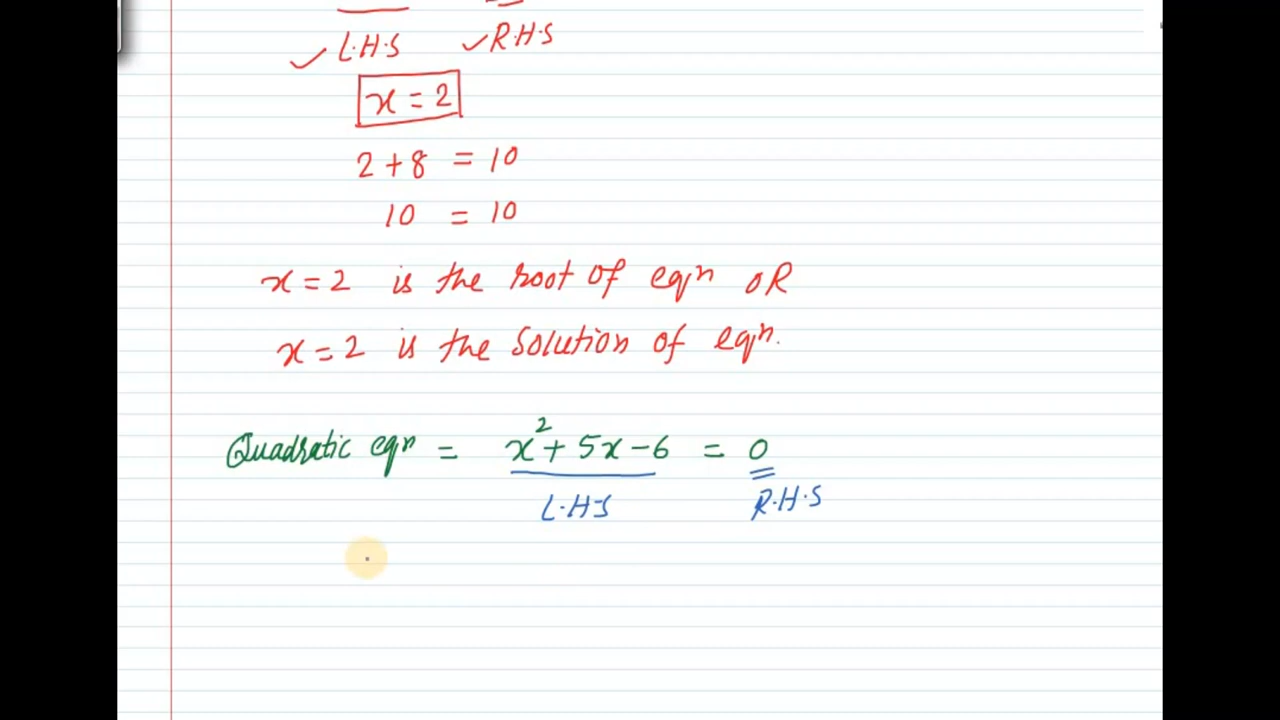 L.H.S R.H.S
x = 2
2 + 8 = 10
10 = 10
x = 2 is the root of eqn OR
x = 2 is the Solution of eqn.
Quadratic eqn = x² + 5x - 6 = 0
L.H.S R.H.S